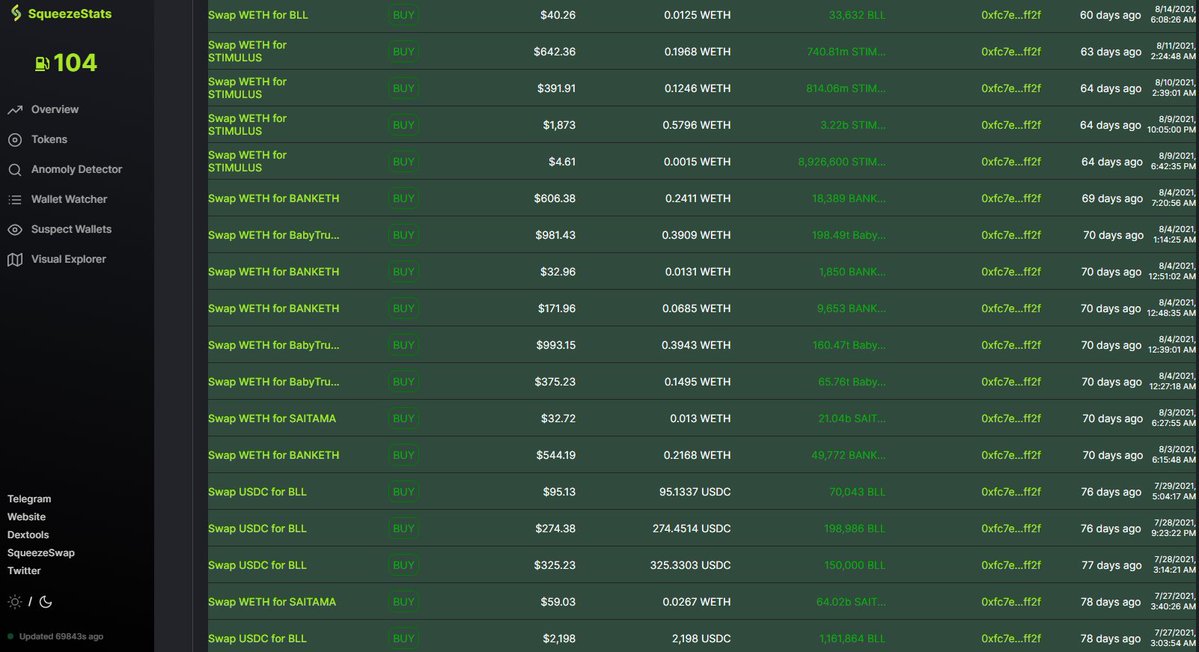 SqueezeStats
104
Overview
Tokens
Anomoly Detector
Wallet Watcher
Suspect Wallets
Visual Explorer
Telegram
Website
Dextools
SqueezeSwap
Twitter
/
Updated 69843s ago
Swap WETH for BLL BUY $40.26 0.0125 WETH 33,632 BLL 0xfc7e...ff2f 60 days ago 8/14/2021,
6:08:26 AM
Swap WETH for
STIMULUS BUY $642.36 0.1968 WETH 740.81m STIM... 0xfc7e...ff2f 63 days ago 8/11/2021,
2:24:48 AM
Swap WETH for
STIMULUS BUY $391.91 0.1246 WETH 814.06m STIM... 0xfc7e...ff2f 64 days ago 8/10/2021,
2:39:01 AM
Swap WETH for
STIMULUS BUY $1,873 0.5796 WETH 3.22b STIM... 0xfc7e...ff2f 64 days ago 8/9/2021,
10:05:00 PM
Swap WETH for
STIMULUS BUY $4.61 0.0015 WETH 8,926,600 STIM... 0xfc7e...ff2f 64 days ago 8/9/2021,
6:42:35 PM
Swap WETH for BANKETH BUY $606.38 0.2411 WETH 18,389 BANK... 0xfc7e...ff2f 69 days ago 8/4/2021,
7:20:56 AM
Swap WETH for BabyTru... BUY $981.43 0.3909 WETH 198.49t Baby... 0xfc7e...ff2f 70 days ago 8/4/2021,
1:14:25 AM
Swap WETH for BANKETH BUY $32.96 0.0131 WETH 1,850 BANK... 0xfc7e...ff2f 70 days ago 8/4/2021,
12:51:02 AM
Swap WETH for BANKETH BUY $171.96 0.0685 WETH 9,653 BANK... 0xfc7e...ff2f 70 days ago 8/4/2021,
12:48:35 AM
Swap WETH for BabyTru... BUY $993.15 0.3943 WETH 160.47t Baby... 0xfc7e...ff2f 70 days ago 8/4/2021,
12:39:01 AM
Swap WETH for BabyTru... BUY $375.23 0.1495 WETH 65.76t Baby... 0xfc7e...ff2f 70 days ago 8/4/2021,
12:27:18 AM
Swap WETH for SAITAMA BUY $32.72 0.013 WETH 21.04b SAIT... 0xfc7e...ff2f 70 days ago 8/3/2021,
6:27:55 AM
Swap WETH for BANKETH BUY $544.19 0.2168 WETH 49,772 BANK... 0xfc7e...ff2f 70 days ago 8/3/2021,
6:15:48 AM
Swap USDC for BLL BUY $95.13 95.1337 USDC 70,043 BLL 0xfc7e...ff2f 76 days ago 7/29/2021,
5:04:17 AM
Swap USDC for BLL BUY $274.38 274.4514 USDC 198,986 BLL 0xfc7e...ff2f 76 days ago 7/28/2021,
9:23:22 PM
Swap USDC for BLL BUY $325.23 325.3303 USDC 150,000 BLL 0xfc7e...ff2f 77 days ago 7/28/2021,
3:14:21 AM
Swap WETH for SAITAMA BUY $59.03 0.0267 WETH 64.02b SAIT... 0xfc7e...ff2f 78 days ago 7/27/2021,
3:40:26 AM
Swap USDC for BLL BUY $2,198 2,198 USDC 1,161,864 BLL 0xfc7e...ff2f 78 days ago 7/27/2021,
3:03:54 AM